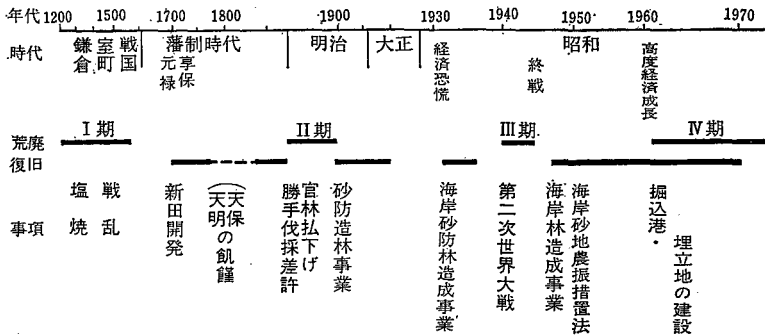 年代 1200 1500 1700 1900 1930 1940 1950 1960 1970
時代
鎌倉
室町
戦国
藩制時代
元禄
享保
明治
大正
経済恐慌
終戦
昭和
高度経済成長
荒廃 I期 II期 III期 IV期
復旧
事項
塩焼
戦乱
新田開発
(天保
天明の飢饉
勝手伐採差許
官林払下げ
砂防造林事業
海岸砂防林造成事業
第二次世界大戦
海岸林造成事業
海岸砂地農振措置法
掘込港・
埋立地の建設